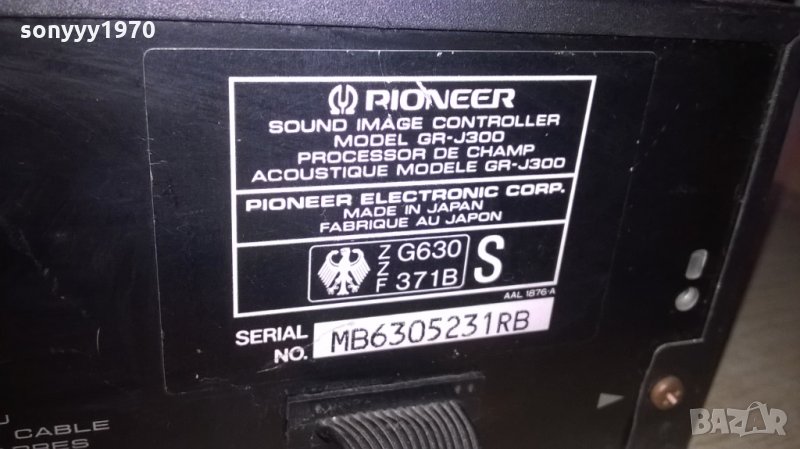 sonyyy1970
PIONEER
SOUND IMAGE CONTROLLER
MODEL GR-J300
PROCESSOR DE CHAMP
ACOUSTIQUE MODELE GR-J300
PIONEER ELECTRONIC CORP.
MADE IN JAPAN
FABRIQUE AU JAPON
Z
Z
F
G630
371B
S
AAL 1876-A
SERIAL
NO.
MB6305231RB
CABLE
BAZAR